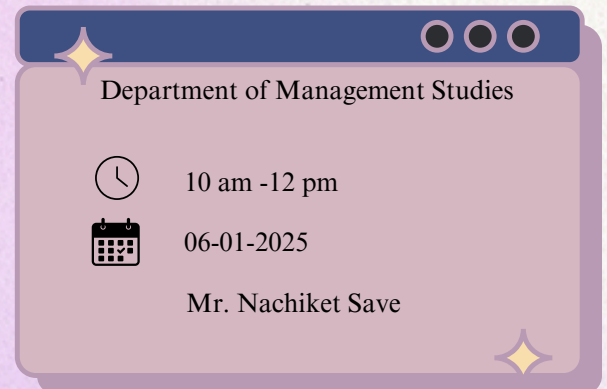 Department of Management Studies
10 am -12 pm
06-01-2025
Mr. Nachiket Save